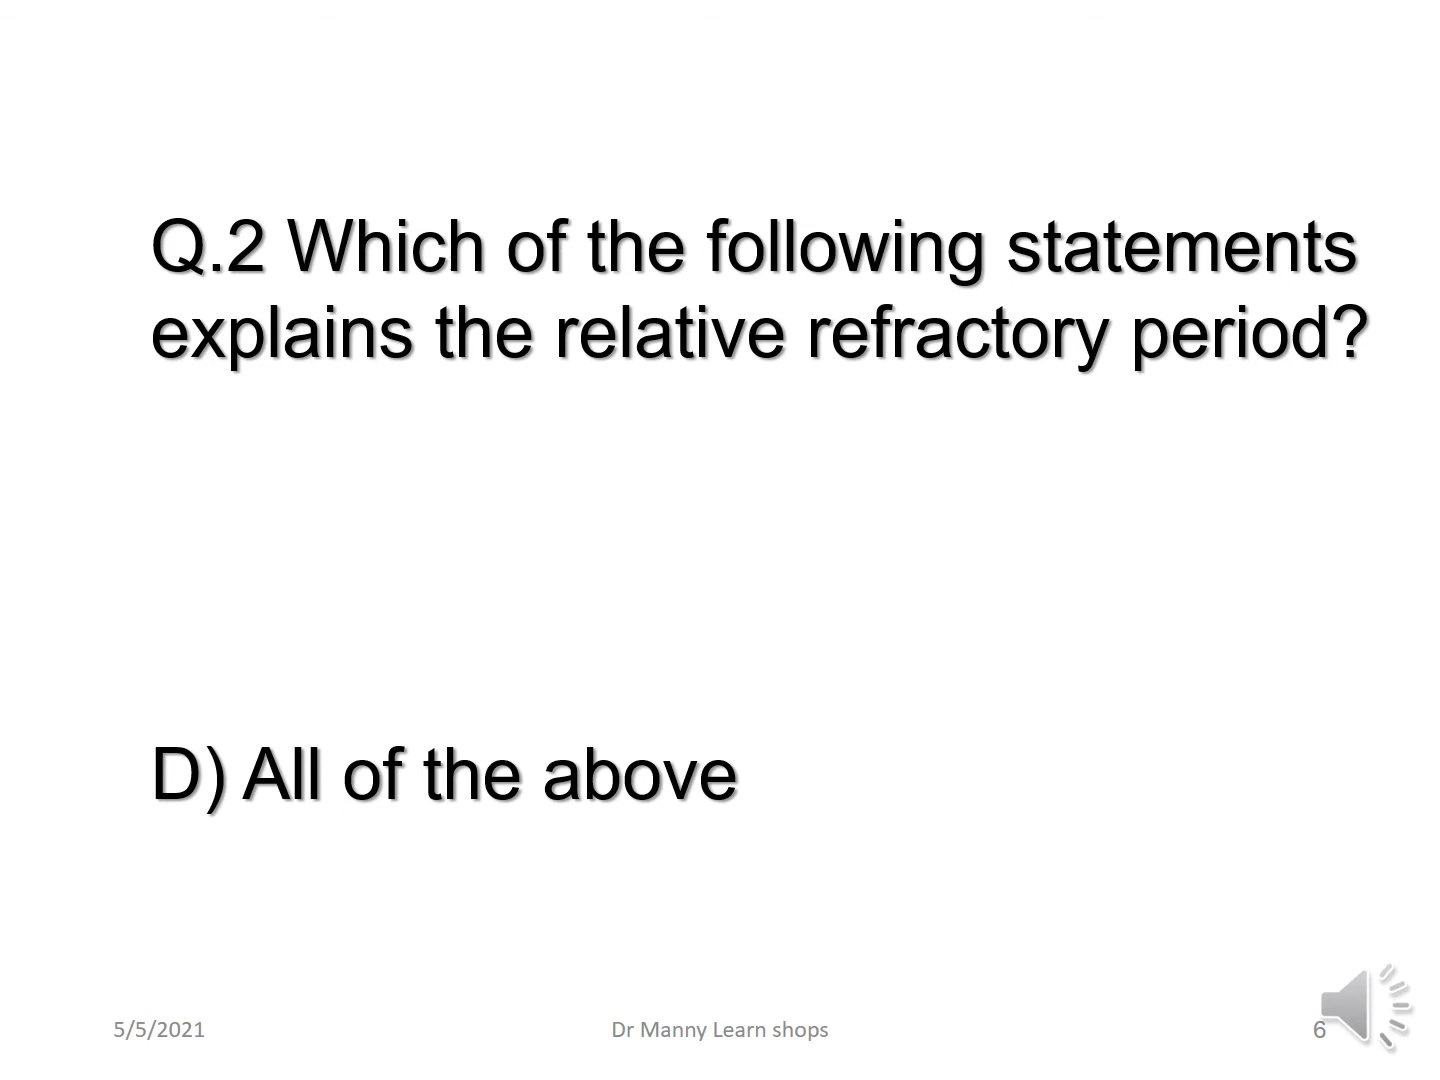 Q.2 Which of the following statements
explains the relative refractory period?
D) All of the above
5/5/2021
Dr Manny Learn shops
6